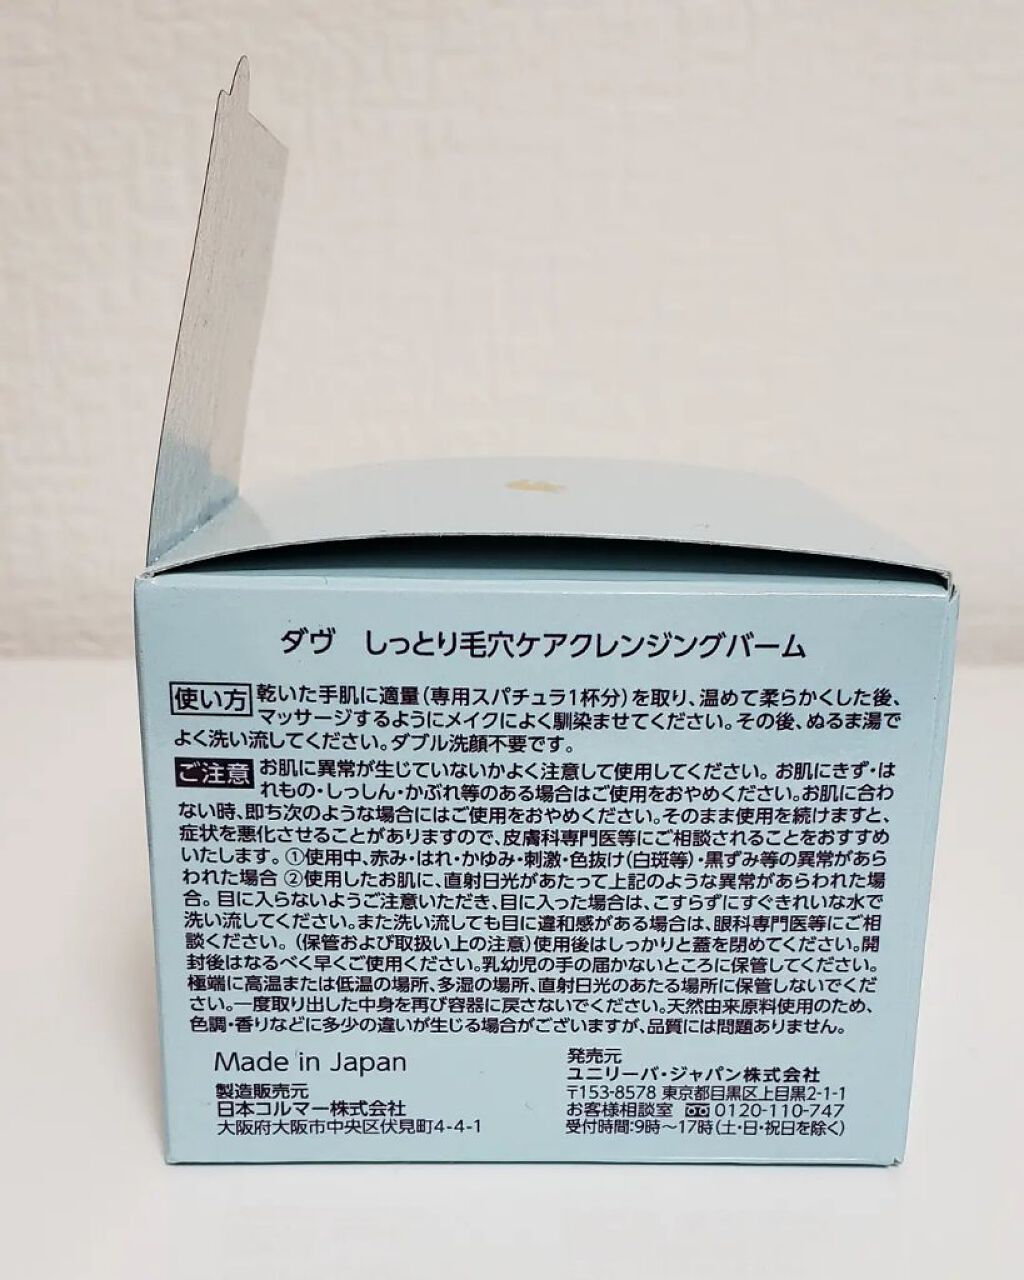 ダヴ しっとり毛穴ケアクレンジングバーム
使い方 乾いた手肌に適量(専用スパチュラ1杯分)を取り、温めて柔らかくした後、
マッサージするようにメイクによく馴染ませてください。その後、ぬるま湯で
よく洗い流してください。ダブル洗顔不要です。
ご注意 お肌に異常が生じていないかよく注意して使用してください。お肌にきず・は
れもの・しっしん・かぶれ等のある場合はご使用をおやめください。お肌に合わ
ない時、即ち次のような場合にはご使用をおやめください。そのまま使用を続けますと、
症状を悪化させることがありますので、皮膚科専門医等にご相談されることをおすすめ
いたします。①使用中、赤み・はれ・かゆみ・刺激・色抜け(白斑等)・黒ずみ等の異常があら
われた場合 ②使用したお肌に、直射日光があたって上記のような異常があらわれた場
合。目に入らないようご注意いただき、目に入った場合は、こすらずにすぐきれいな水で
洗い流してください。また洗い流しても目に違和感がある場合は、眼科専門医等にご相
談ください。(保管および取扱い上の注意)使用後はしっかりと蓋を閉めてください。開
封後はなるべく早くご使用ください。乳幼児の手の届かないところに保管してください。
極端に高温または低温の場所、多湿の場所、直射日光のあたる場所に保管しないでくだ
さい。一度取り出した中身を再び容器に戻さないでください。天然由来原料使用のため、
色調・香りなどに多少の違いが生じる場合がございますが、品質には問題ありません。
Made in Japan
製造販売元
日本コルマー株式会社
大阪府大阪市中央区伏見町4-4-1
発売元
ユニリーバ・ジャパン株式会社
〒153-8578 東京都目黒区上目黒2-1-1
お客様相談室 0120-110-747
受付時間:9時〜17時(土・日・祝日を除く)